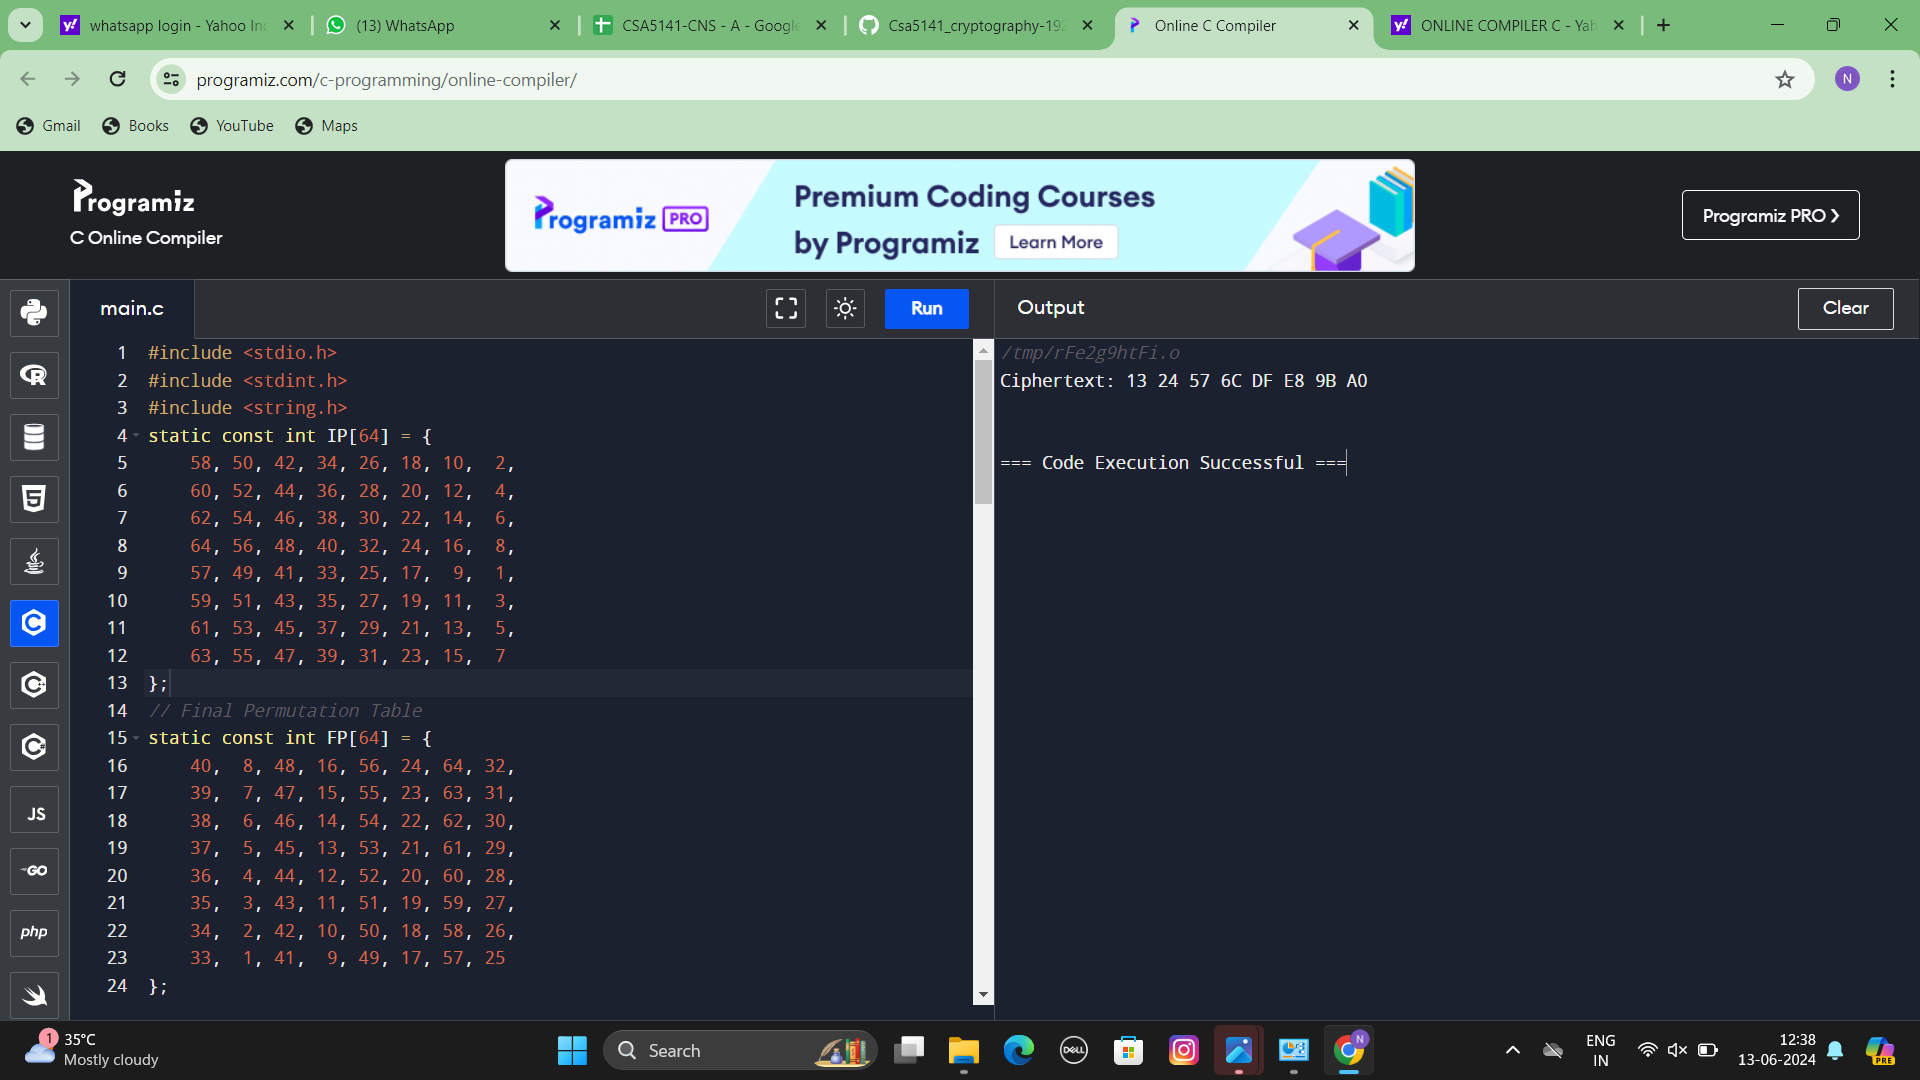 whatsapp login - Yahoo In
(13) WhatsApp
CSA5141-CNS - A - Google
Csa5141_cryptography-192
Online C Compiler
ONLINE COMPILER C - Yah
programiz.com/c-programming/online-compiler/
N
Gmail
Books
YouTube
Maps
Programiz
C Online Compiler
Programiz PRO
Premium Coding Courses
by Programiz
Learn More
Programiz PRO
main.c
Run
Output
Clear
1 #include <stdio.h>
2 #include <stdint.h>
3 #include <string.h>
4 static const int IP[64] = {
5 58, 50, 42, 34, 26, 18, 10, 2,
6 60, 52, 44, 36, 28, 20, 12, 4,
7 62, 54, 46, 38, 30, 22, 14, 6,
8 64, 56, 48, 40, 32, 24, 16, 8,
9 57, 49, 41, 33, 25, 17, 9, 1,
10 59, 51, 43, 35, 27, 19, 11, 3,
11 61, 53, 45, 37, 29, 21, 13, 5,
12 63, 55, 47, 39, 31, 23, 15, 7
13 };
14 // Final Permutation Table
15 static const int FP[64] = {
16 40, 8, 48, 16, 56, 24, 64, 32,
17 39, 7, 47, 15, 55, 23, 63, 31,
18 38, 6, 46, 14, 54, 22, 62, 30,
19 37, 5, 45, 13, 53, 21, 61, 29,
20 36, 4, 44, 12, 52, 20, 60, 28,
21 35, 3, 43, 11, 51, 19, 59, 27,
22 34, 2, 42, 10, 50, 18, 58, 26,
23 33, 1, 41, 9, 49, 17, 57, 25
24 };
/tmp/rFe2g9htFi.o
Ciphertext: 13 24 57 6C DF E8 9B A0
=== Code Execution Successful ===
JS
GO
php
1
35°C
Mostly cloudy
Search
DELL
N
ENG
IN
12:38
13-06-2024
PRE